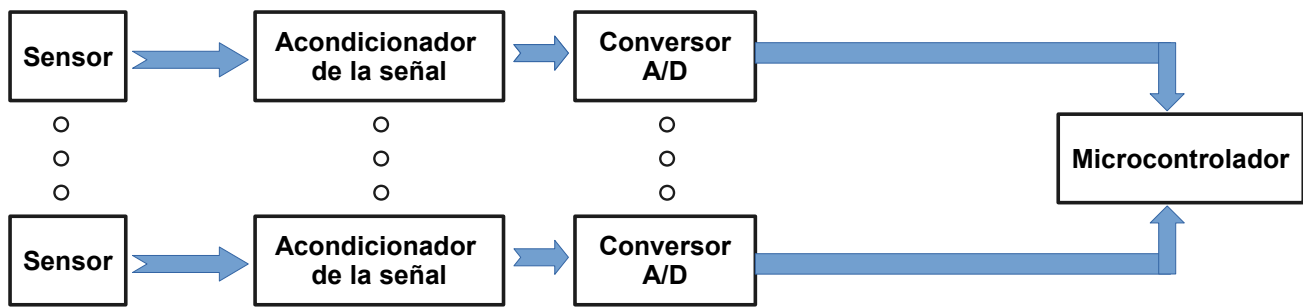 Sensor
Acondicionador
de la señal
Conversor
A/D
Microcontrolador
Sensor
Acondicionador
de la señal
Conversor
A/D